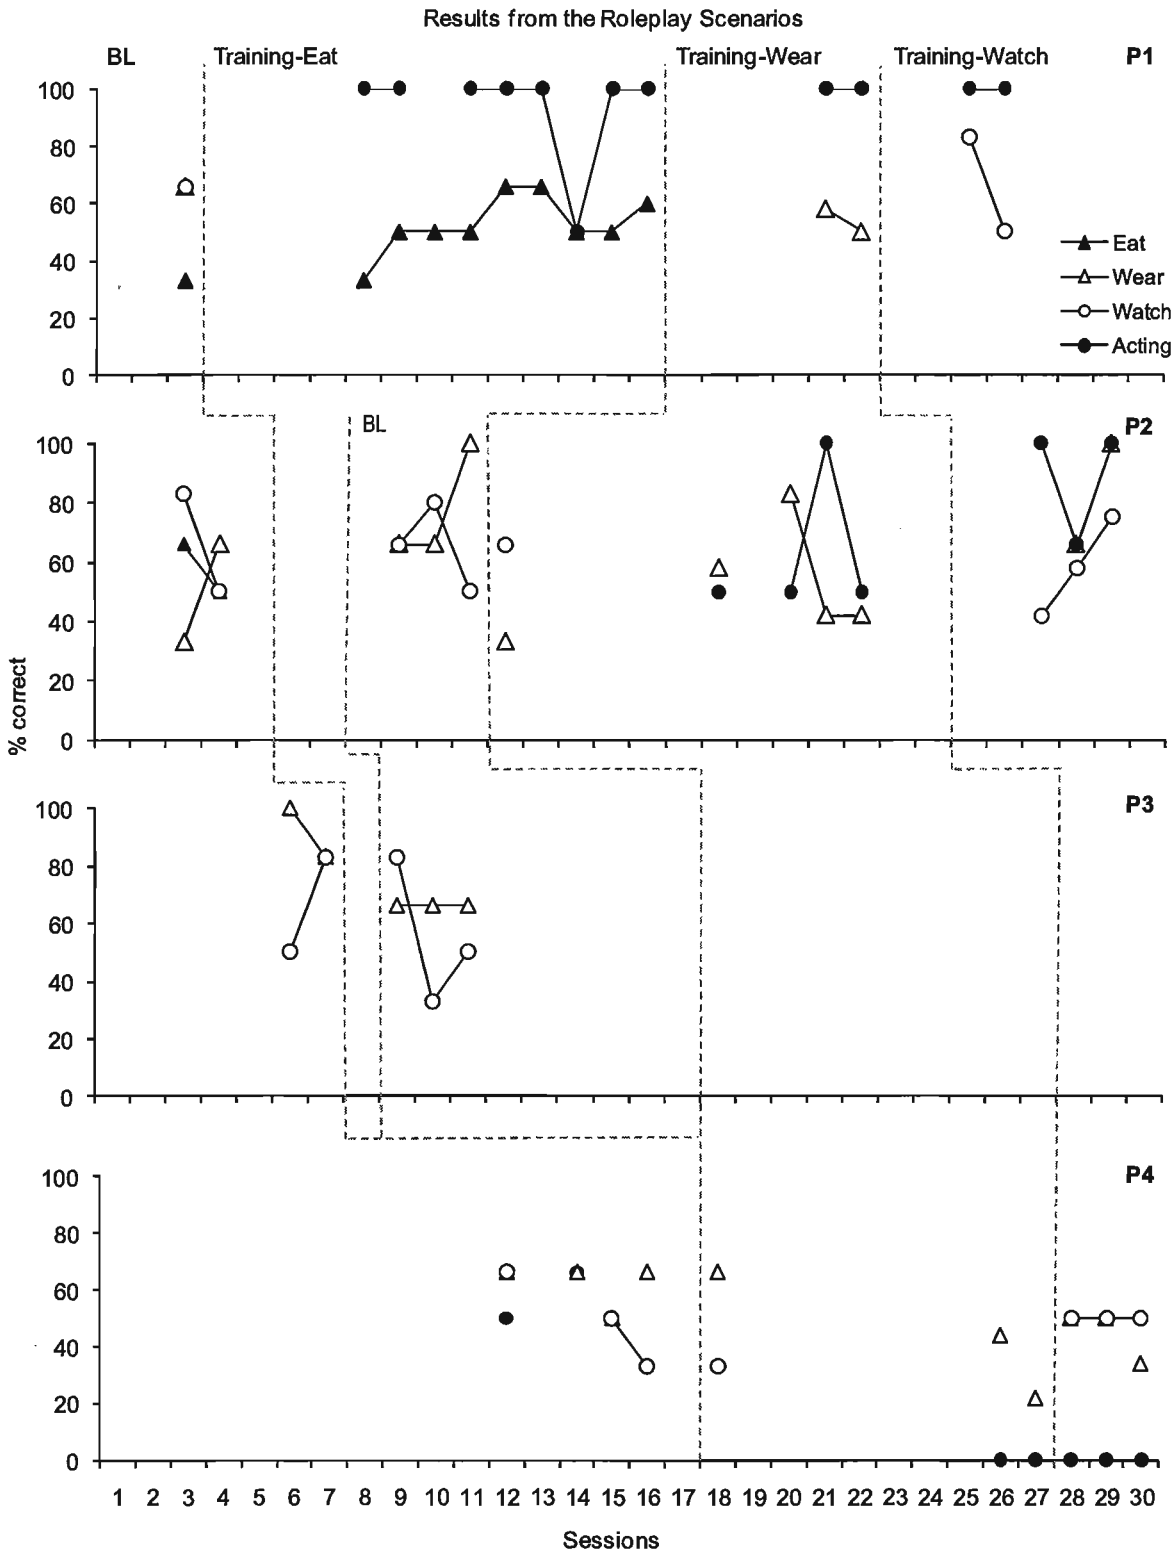 Results from the Roleplay Scenarios
BL Training-Eat Training-Wear Training-Watch P1
100
80
60
40
20
0
Eat
Wear
Watch
Acting
BL P2
100
80
60
40
20
0
% correct
P3
100
80
60
40
20
0
P4
100
80
60
40
20
0
1 2 3 4 5 6 7 8 9 10 11 12 13 14 15 16 17 18 19 20 21 22 23 24 25 26 27 28 29 30
Sessions